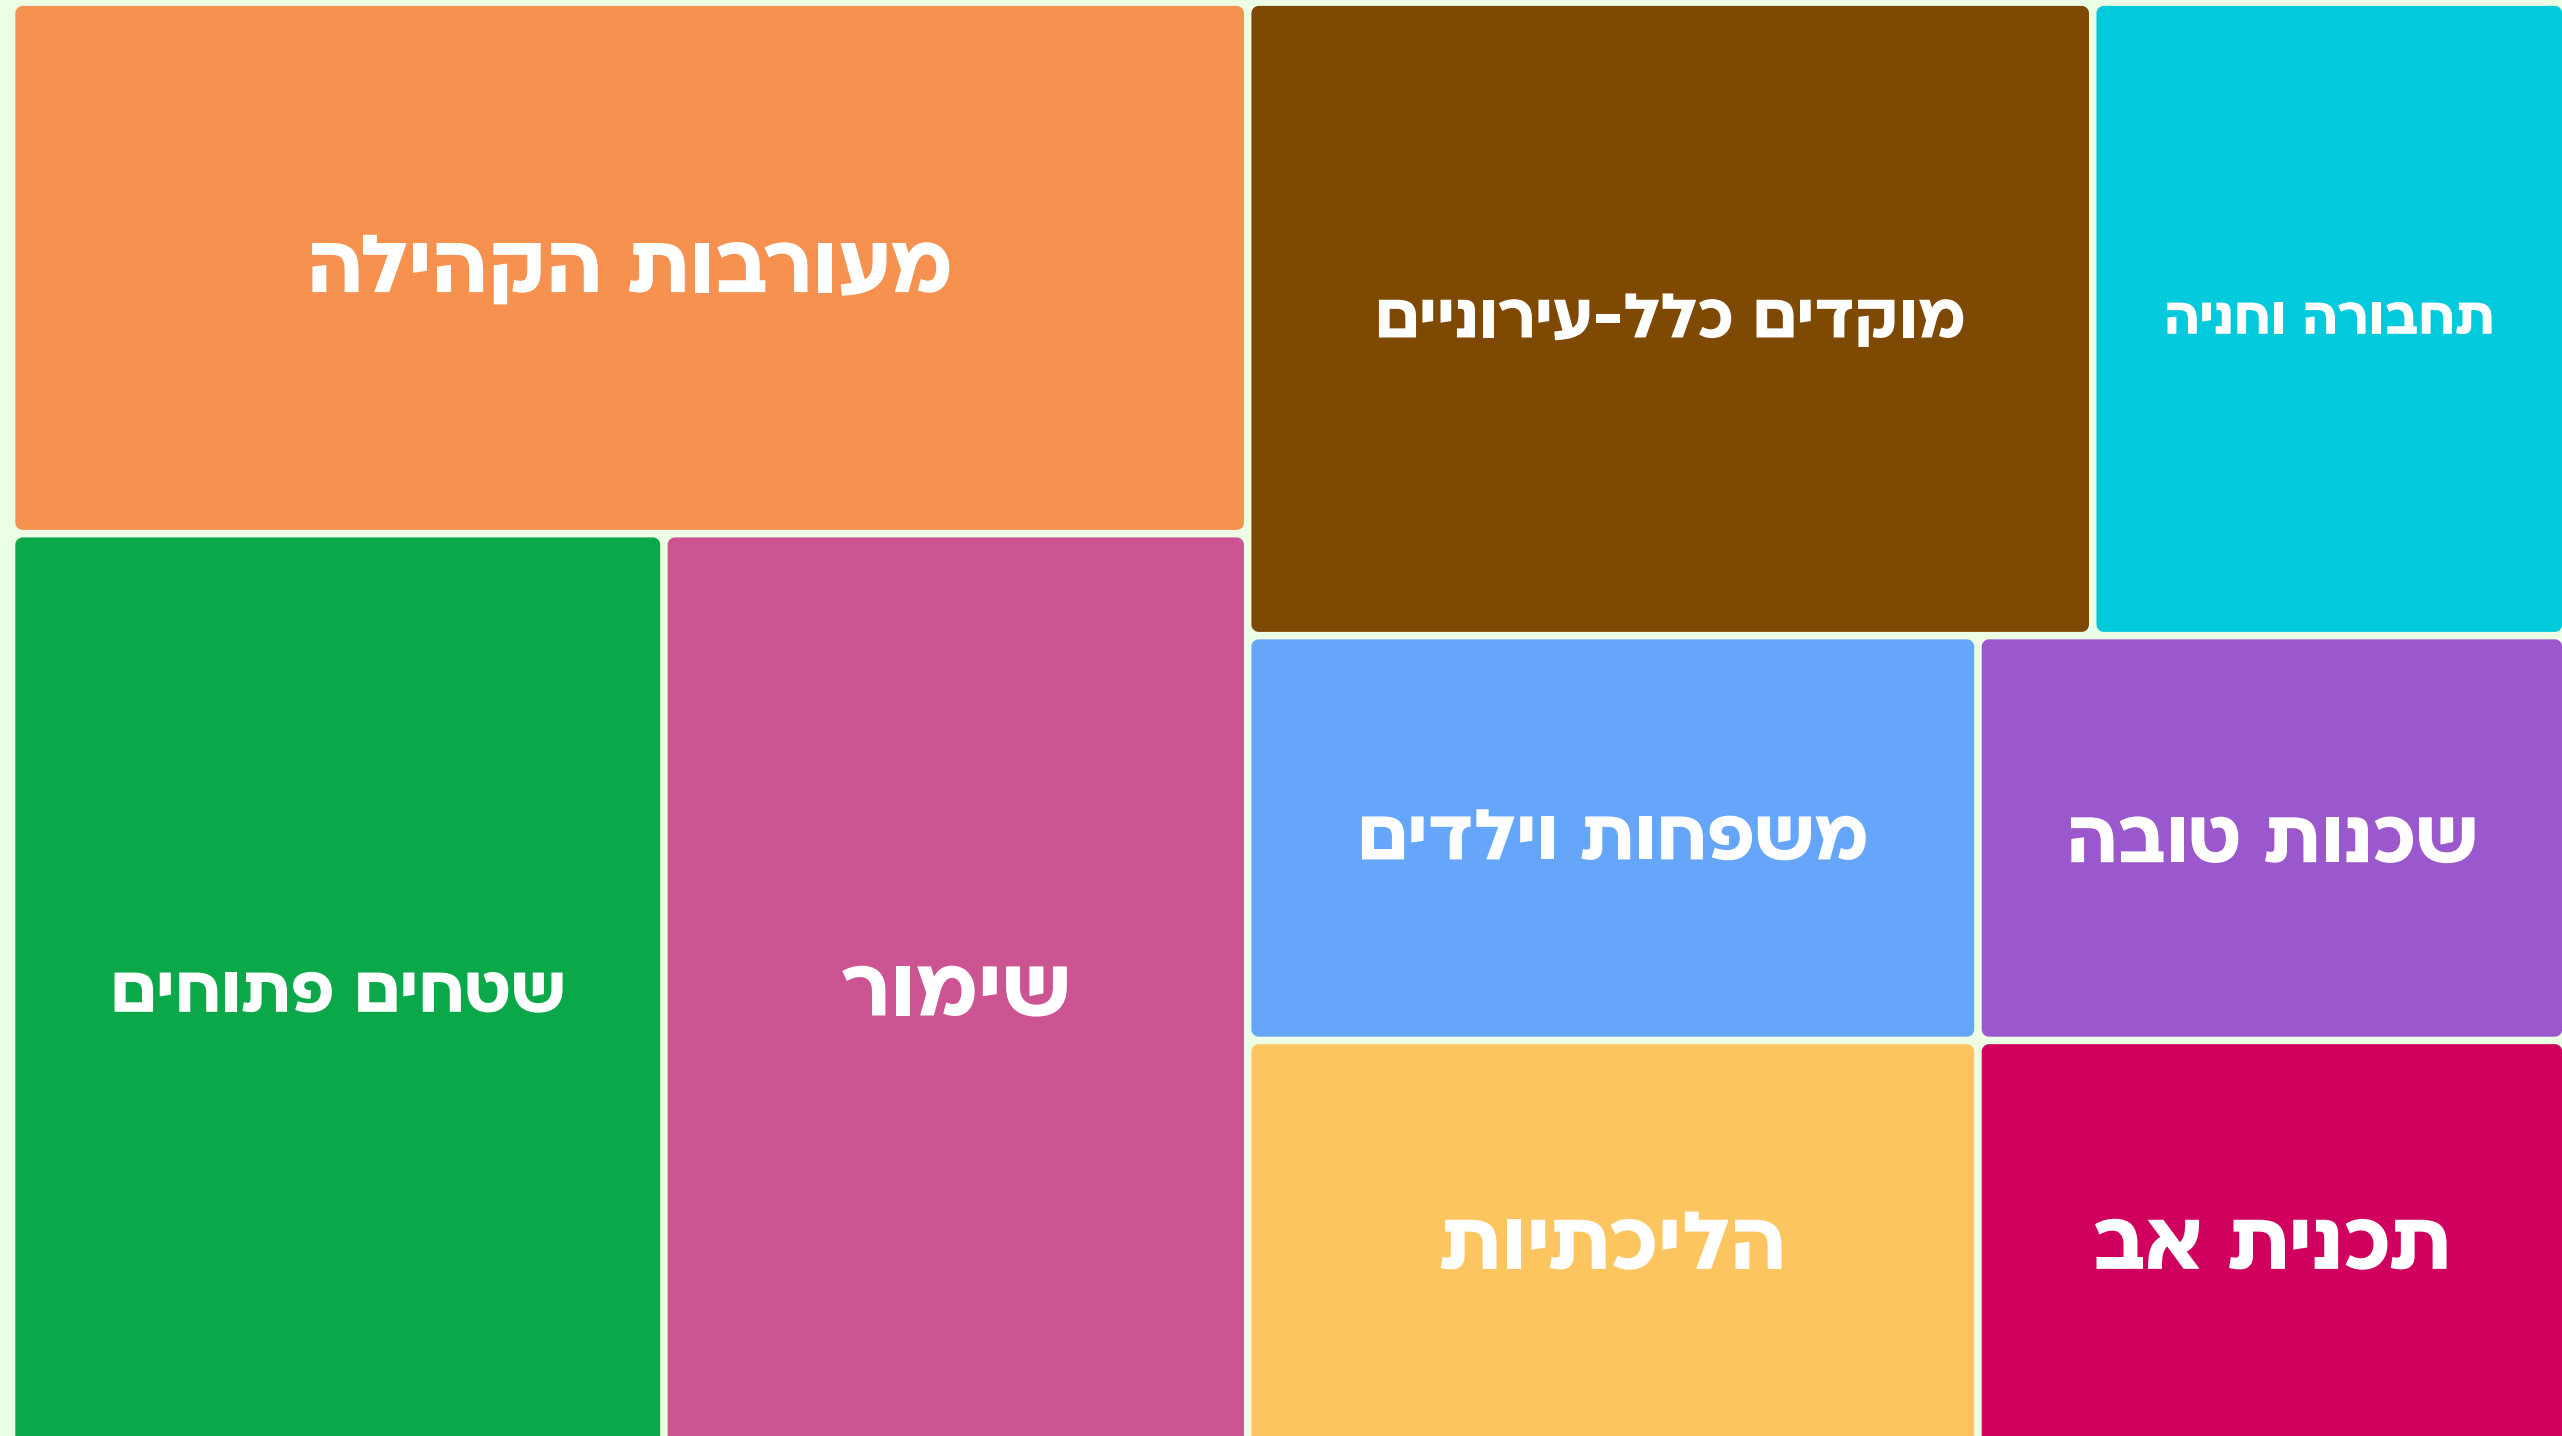 תחבורה וחניה
מוקדים כלל-עירוניים
מעורבות הקהילה
שכנות טובה
משפחות וילדים
שימור
שטחים פתוחים
תכנית אב
הליכתיות